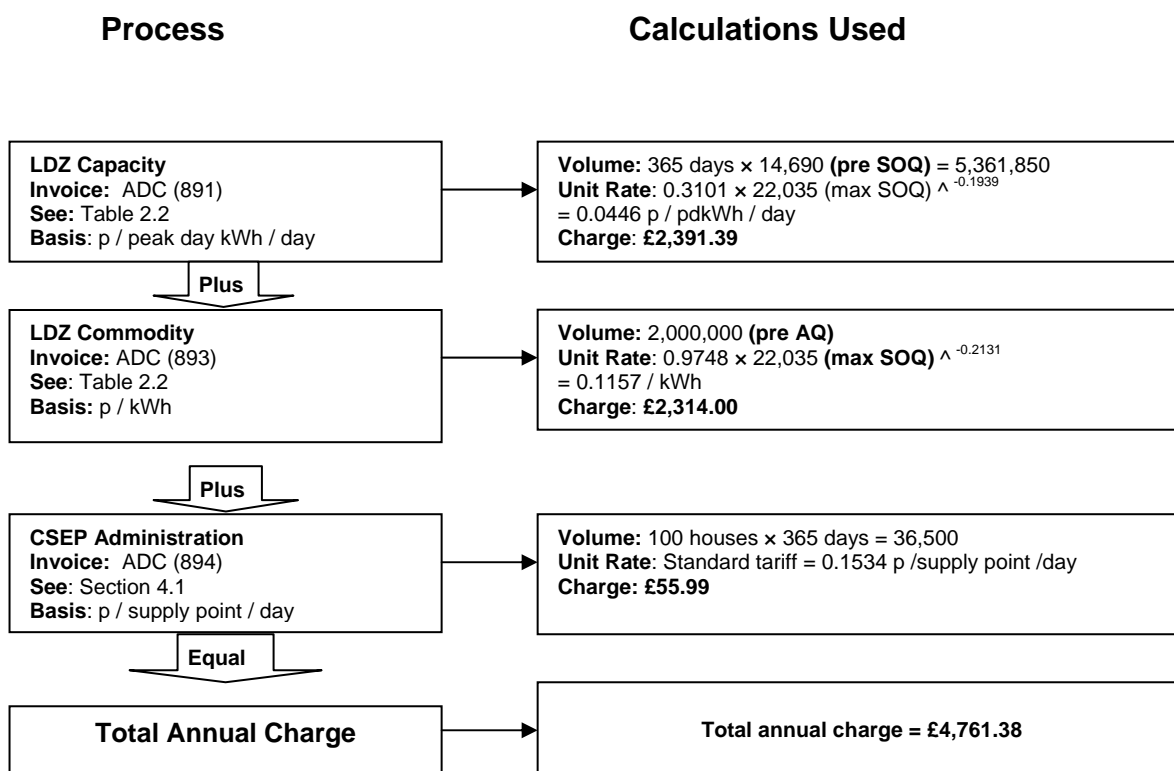 Process
Calculations Used
LDZ Capacity
Invoice: ADC (891)
See: Table 2.2
Basis: p / peak day kWh / day
Volume: 365 days × 14,690 (pre SOQ) = 5,361,850
Unit Rate: 0.3101 × 22,035 (max SOQ) ^ -0.1939
= 0.0446 p / pdkWh / day
Charge: £2,391.39
Plus
LDZ Commodity
Invoice: ADC (893)
See: Table 2.2
Basis: p / kWh
Volume: 2,000,000 (pre AQ)
Unit Rate: 0.9748 × 22,035 (max SOQ) ^ -0.2131
= 0.1157 / kWh
Charge: £2,314.00
Plus
CSEP Administration
Invoice: ADC (894)
See: Section 4.1
Basis: p / supply point / day
Volume: 100 houses × 365 days = 36,500
Unit Rate: Standard tariff = 0.1534 p /supply point /day
Charge: £55.99
Equal
Total Annual Charge
Total annual charge = £4,761.38